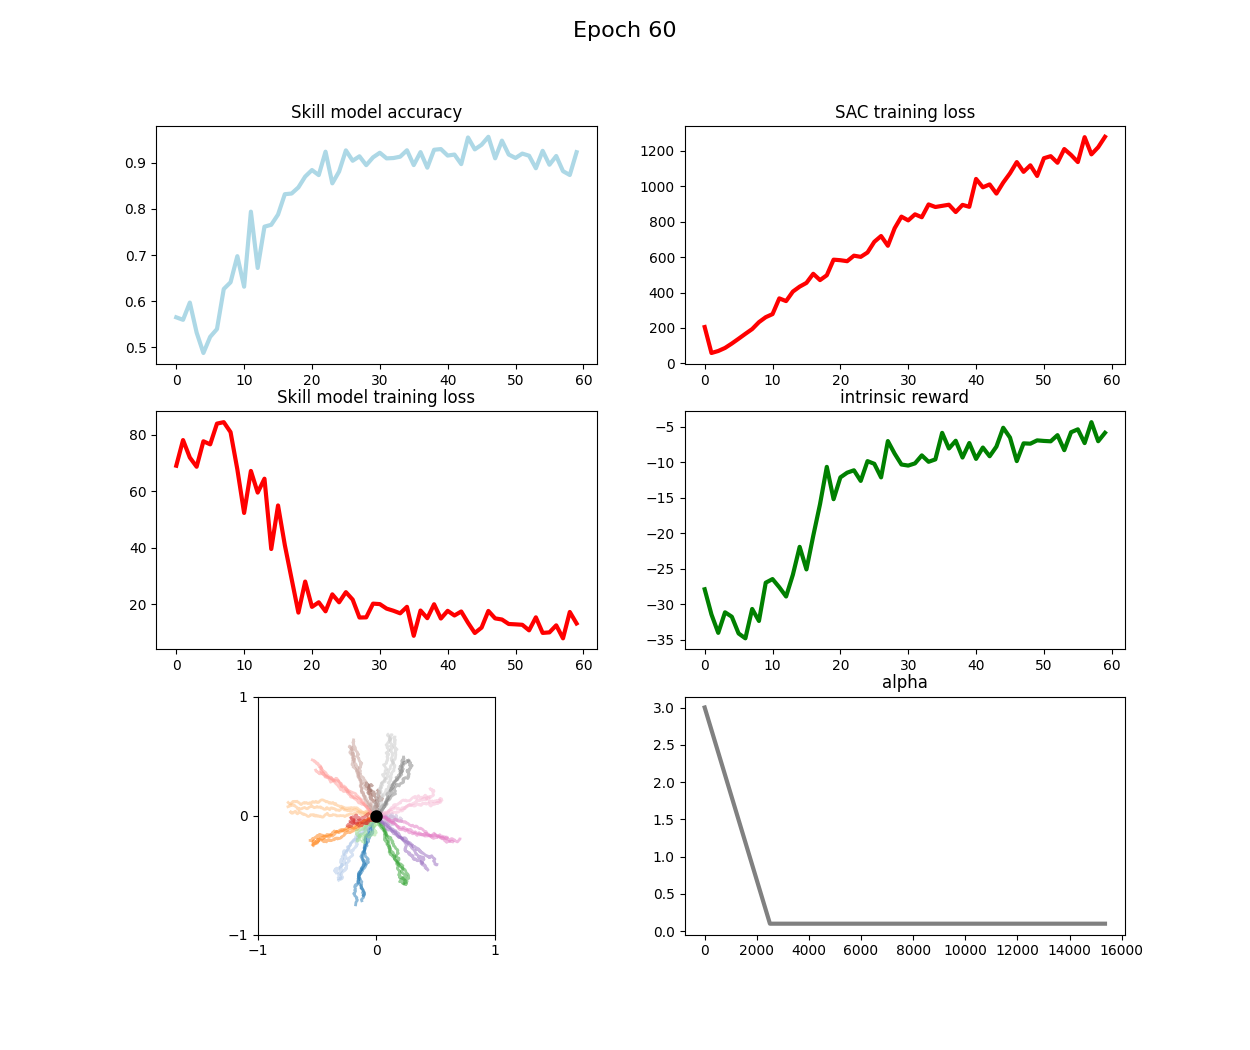 Epoch 60
Skill model accuracy
0.9
0.8
0.7
0.6
0.5
0 10 20 30 40 50 60
SAC training loss
1200
1000
800
600
400
200
0
0 10 20 30 40 50 60
Skill model training loss
80
60
40
20
0 10 20 30 40 50 60
intrinsic reward
−5
−10
−15
−20
−25
−30
−35
0 10 20 30 40 50 60
1
0
−1
−1 0 1
alpha
3.0
2.5
2.0
1.5
1.0
0.5
0.0
0 2000 4000 6000 8000 10000 12000 14000 16000